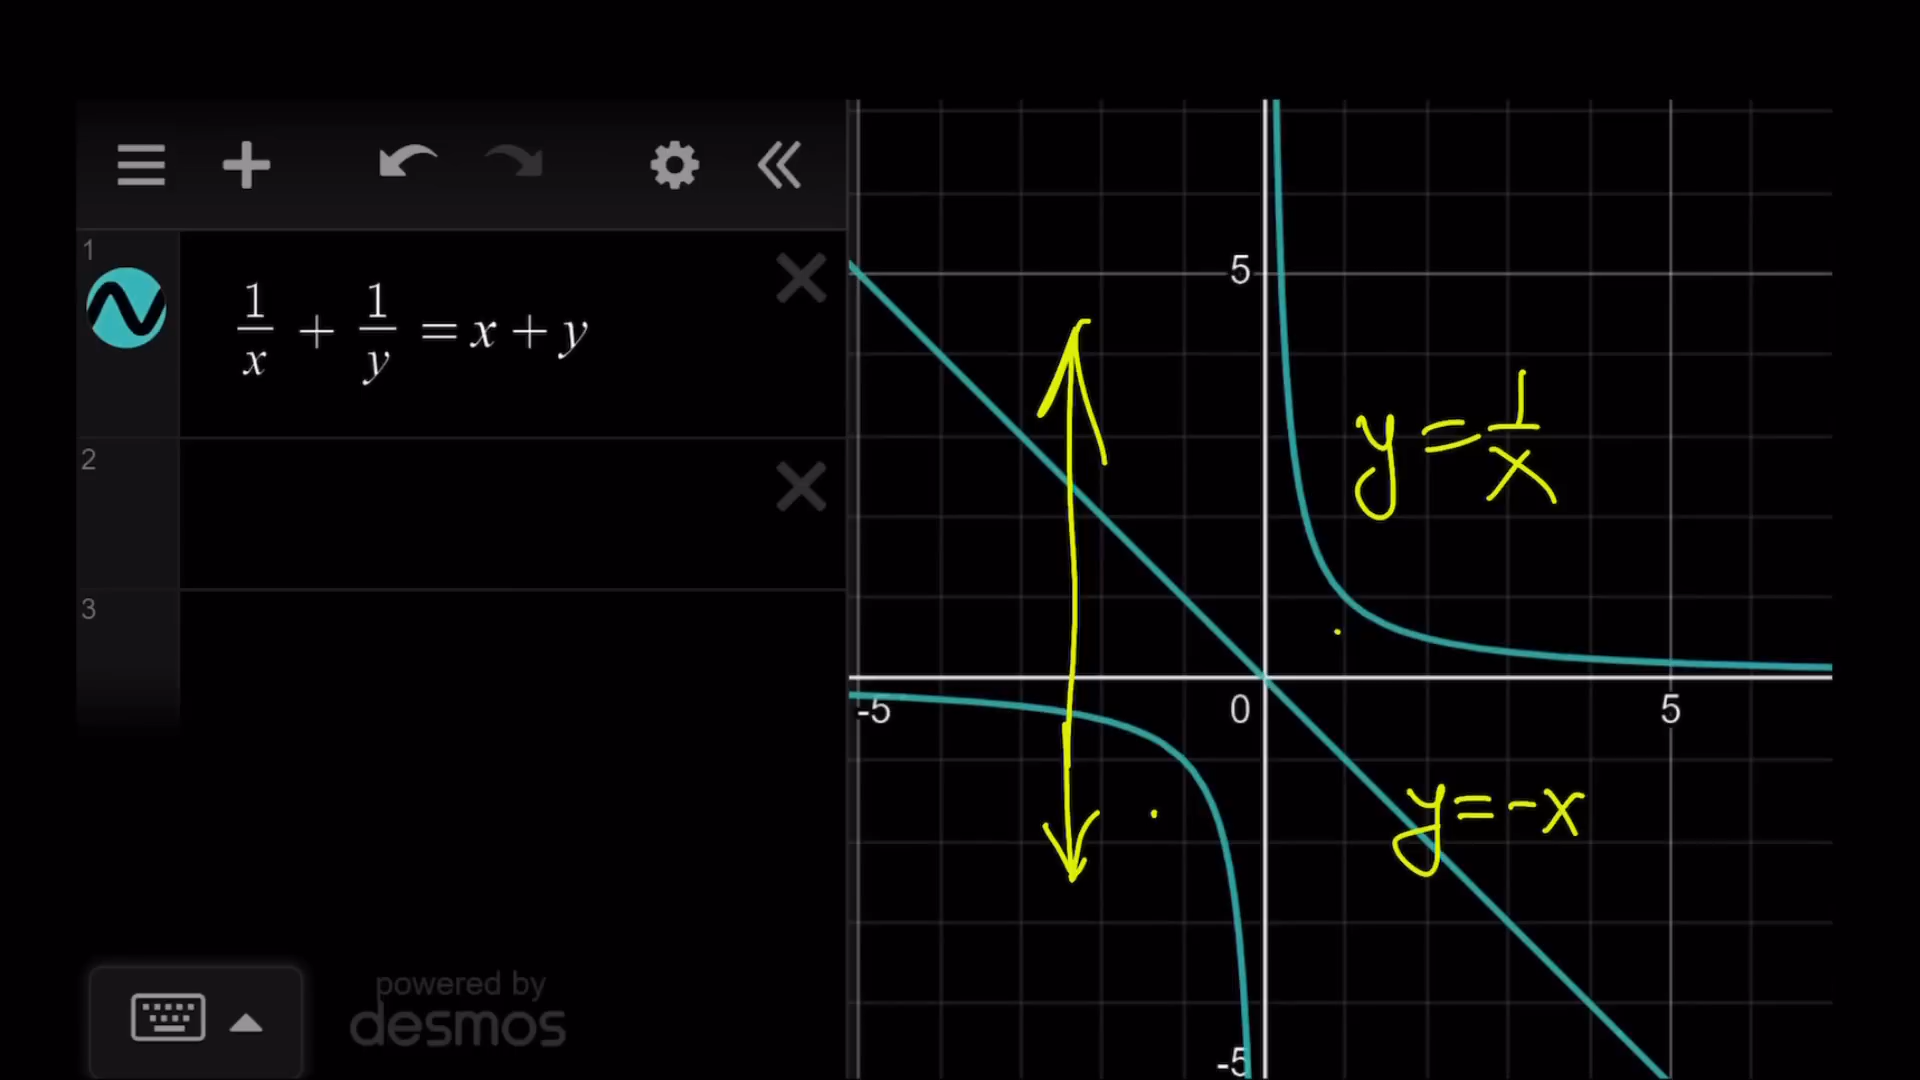 1
1/x + 1/y = x + y
2
3
powered by
desmos
5
-5
0
5
-5
y = 1/x
y = -x